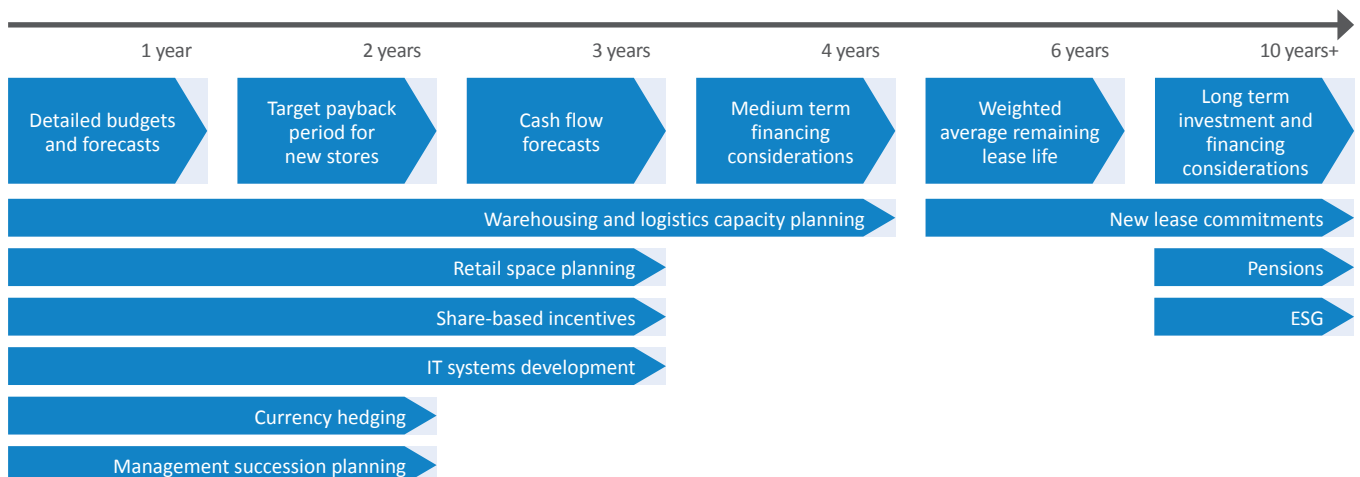 1 year
2 years
3 years
4 years
6 years
10 years+
Detailed budgets
and forecasts
Target payback
period for
new stores
Cash flow
forecasts
Medium term
financing
considerations
Weighted
average remaining
lease life
Long term
investment and
financing
considerations
Warehousing and logistics capacity planning
New lease commitments
Retail space planning
Pensions
Share-based incentives
ESG
IT systems development
Currency hedging
Management succession planning